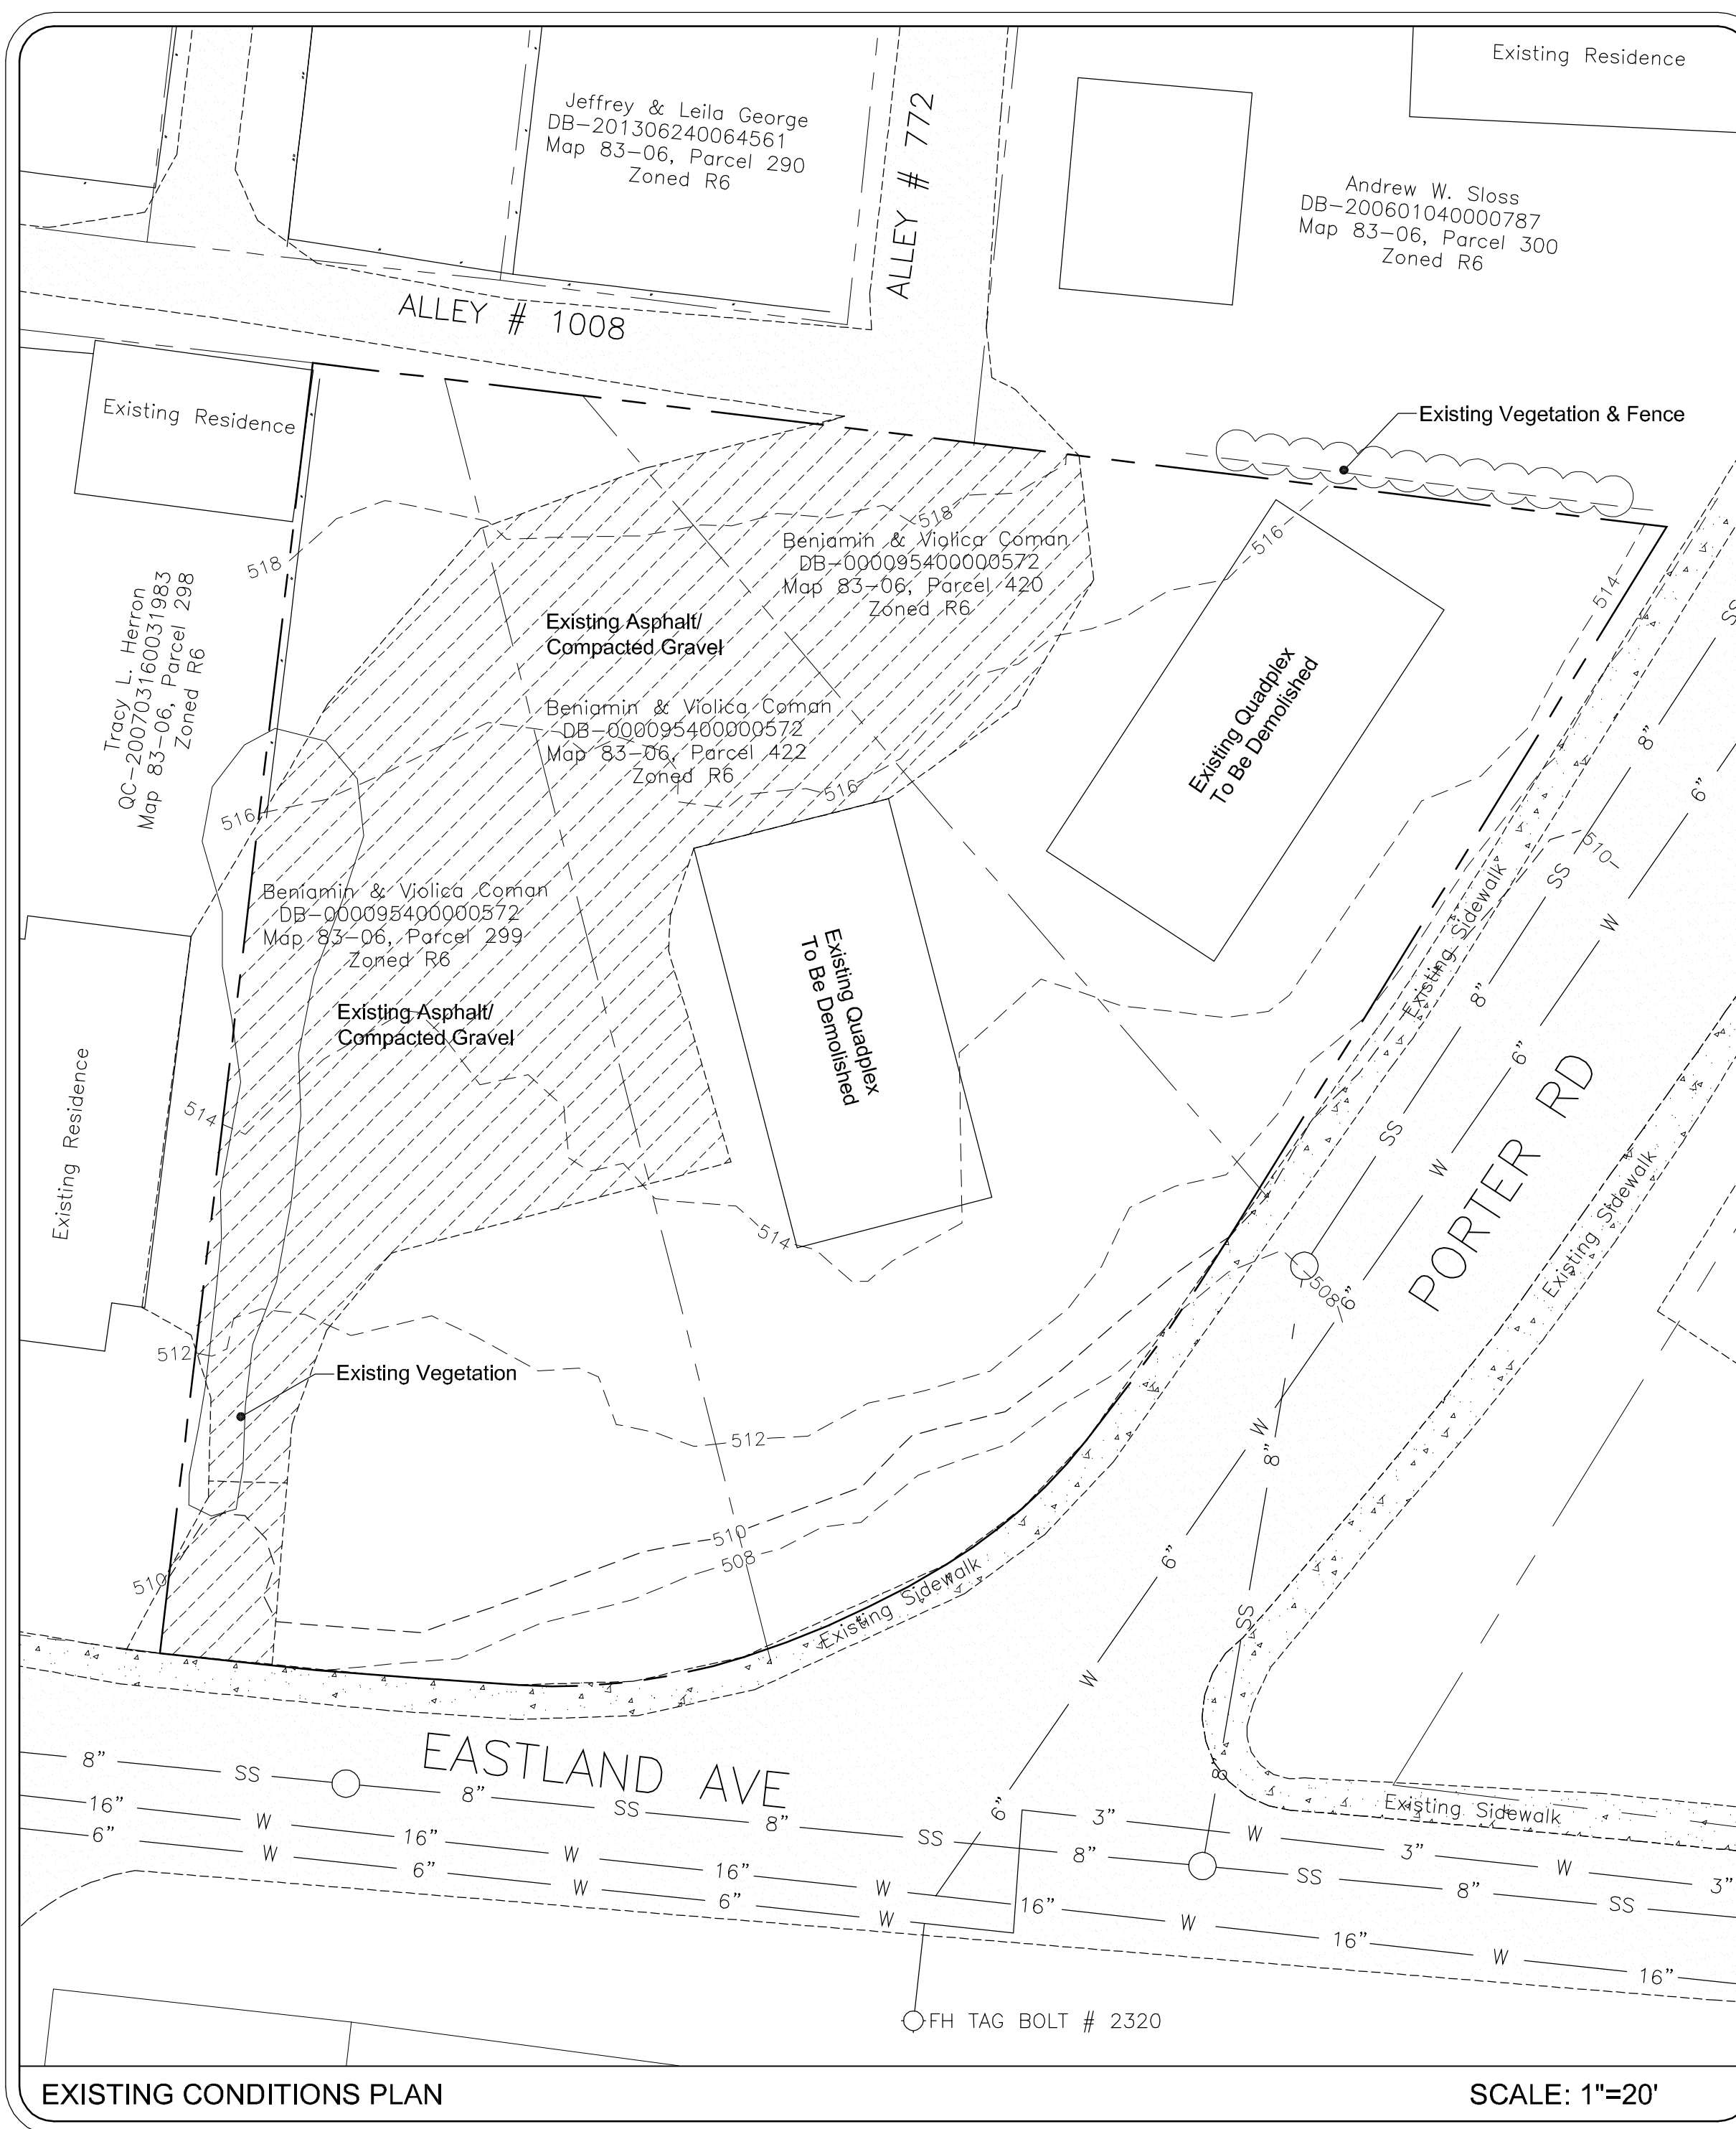 Existing Residence
Jeffrey & Leila George
DB-201306240064561
Map 83-06, Parcel 290
Zoned R6
ALLEY # 772
Andrew W. Sloss
DB-200601040000787
Map 83-06, Parcel 300
Zoned R6
ALLEY # 1008
Existing Residence
Existing Vegetation & Fence
518
518
516
514
Beniamin & Violica Coman
DB-000095400000572
Map 83-06, Parcel 420
Zoned R6
Existing Asphalt/
Compacted Gravel
Tracy L. Herron
QC-200703160031983
Map 83-06, Parcel 298
Zoned R6
Beniamin & Violica Coman
DB-000095400000572
Map 83-06, Parcel 422
Zoned R6
Existing Quadplex
To Be Demolished
SS
8"
6"
516
516
510
SS
W
Beniamin & Violica Coman
DB-000095400000572
Map 83-06, Parcel 299
Zoned R6
Existing Sidewalk
Existing Quadplex
To Be Demolished
Existing Asphalt/
Compacted Gravel
8"
6"
Existing Residence
514
514
SS
W
PORTER RD
Existing Sidewalk
508
6"
512
Existing Vegetation
512
W
8"
510
508
6"
510
Existing Sidewalk
SS
W
EASTLAND AVE
8"
8" SS 8" SS 8" SS 8" SS 8" SS
6"
3" W 3" W 3"
Existing Sidewalk
16" W 16" W 16" W 16" W 16" W 16"
6" W 6" W 6" W
FH TAG BOLT # 2320
EXISTING CONDITIONS PLAN
SCALE: 1"=20'